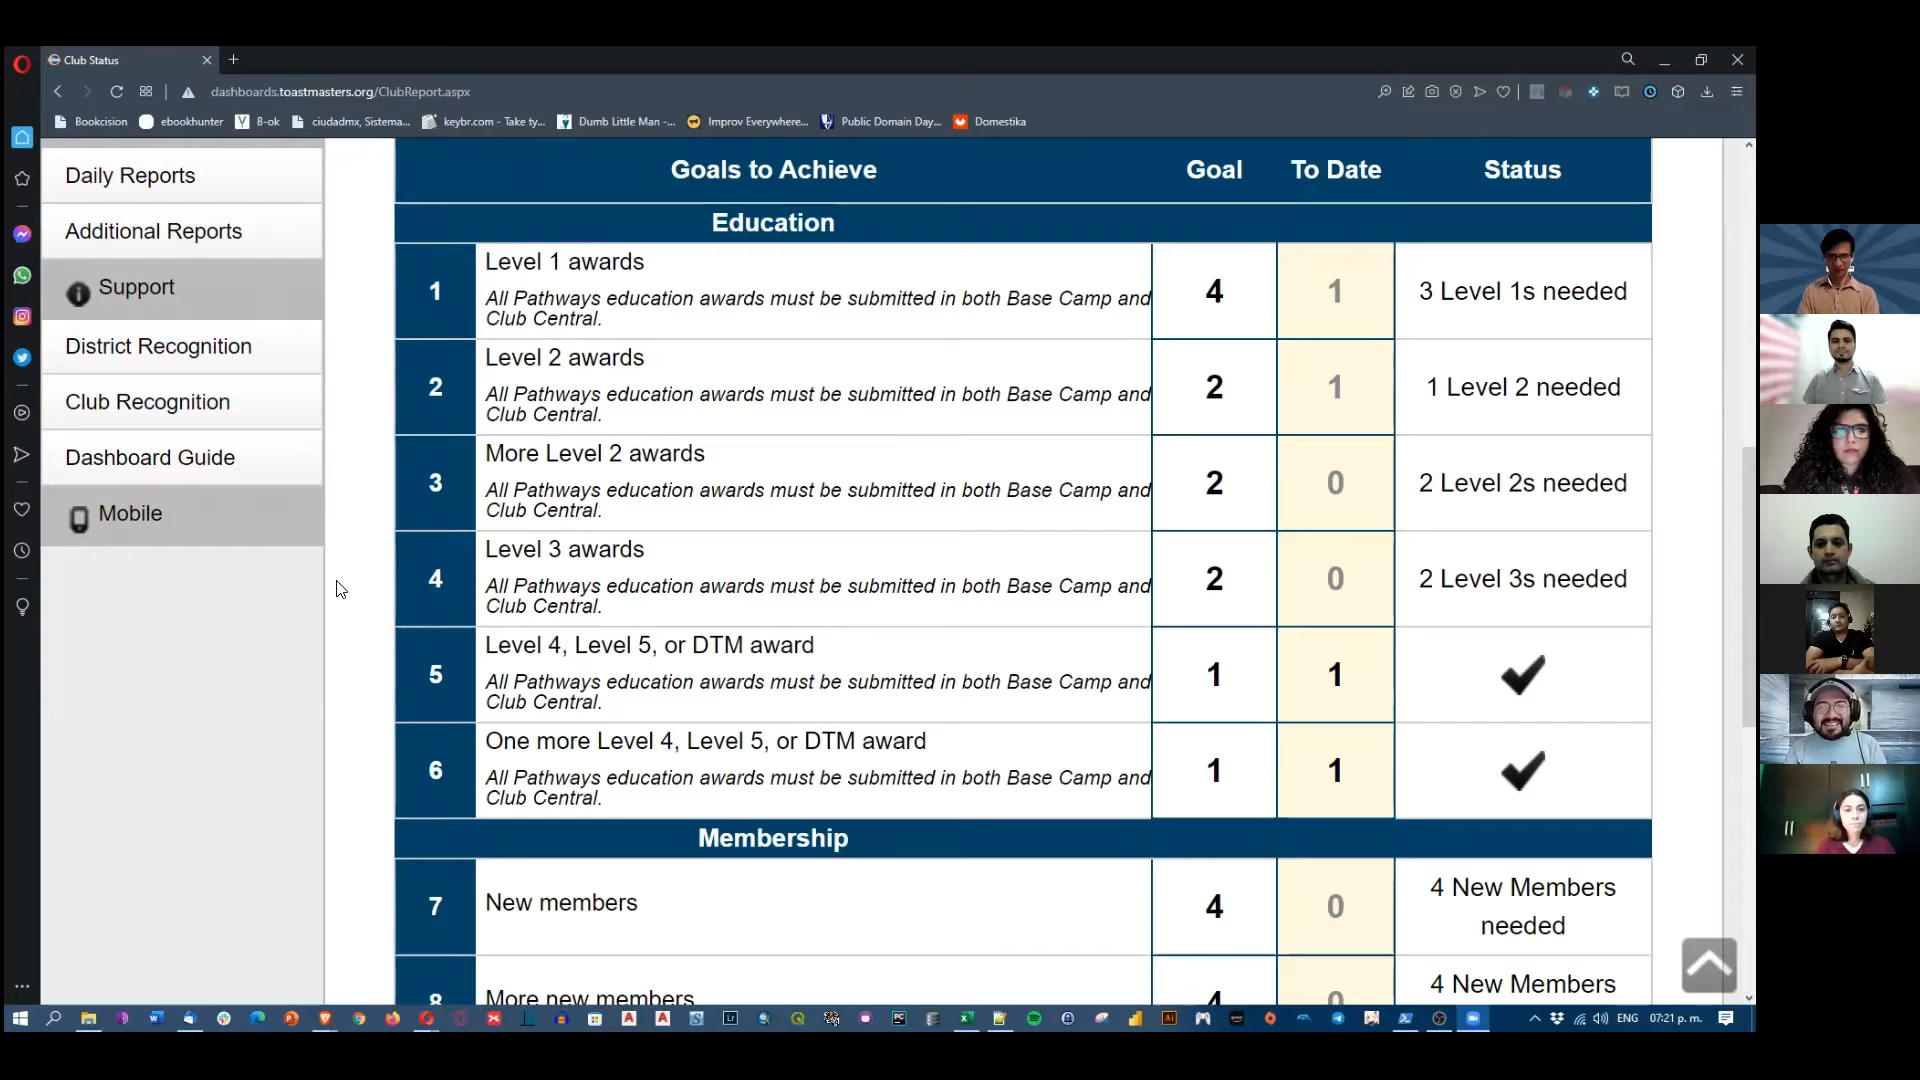 Club Status
dashboards.toastmasters.org/ClubReport.aspx
Bookcision
ebookhunter
B-ok
ciudadmx, Sistema...
keybr.com - Take ty...
Dumb Little Man -...
Improv Everywhere...
Public Domain Day...
Domestika
Daily Reports
Additional Reports
Support
District Recognition
Club Recognition
Dashboard Guide
Mobile
Goals to Achieve Goal To Date Status
Education
1 Level 1 awards 4 1 3 Level 1s needed
All Pathways education awards must be submitted in both Base Camp and
Club Central.
2 Level 2 awards 2 1 1 Level 2 needed
All Pathways education awards must be submitted in both Base Camp and
Club Central.
3 More Level 2 awards 2 0 2 Level 2s needed
All Pathways education awards must be submitted in both Base Camp and
Club Central.
4 Level 3 awards 2 0 2 Level 3s needed
All Pathways education awards must be submitted in both Base Camp and
Club Central.
5 Level 4, Level 5, or DTM award 1 1
All Pathways education awards must be submitted in both Base Camp and
Club Central.
6 One more Level 4, Level 5, or DTM award 1 1
All Pathways education awards must be submitted in both Base Camp and
Club Central.
Membership
7 New members 4 0 4 New Members
needed
8 More new members 4 0 4 New Members
ENG 07:21 p. m.